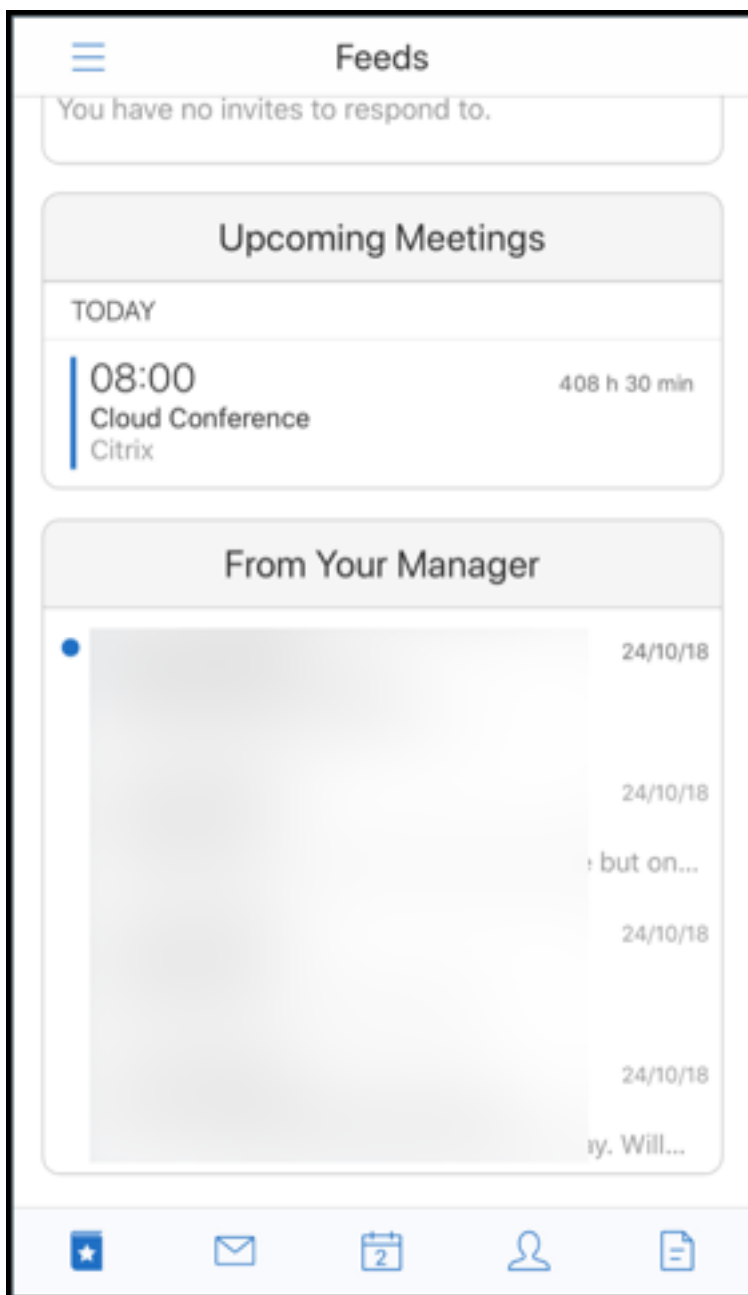 Feeds
You have no invites to respond to.
Upcoming Meetings
TODAY
08:00
408 h 30 min
Cloud Conference
Citrix
From Your Manager
24/10/18
24/10/18
but on...
24/10/18
24/10/18
Will...
2